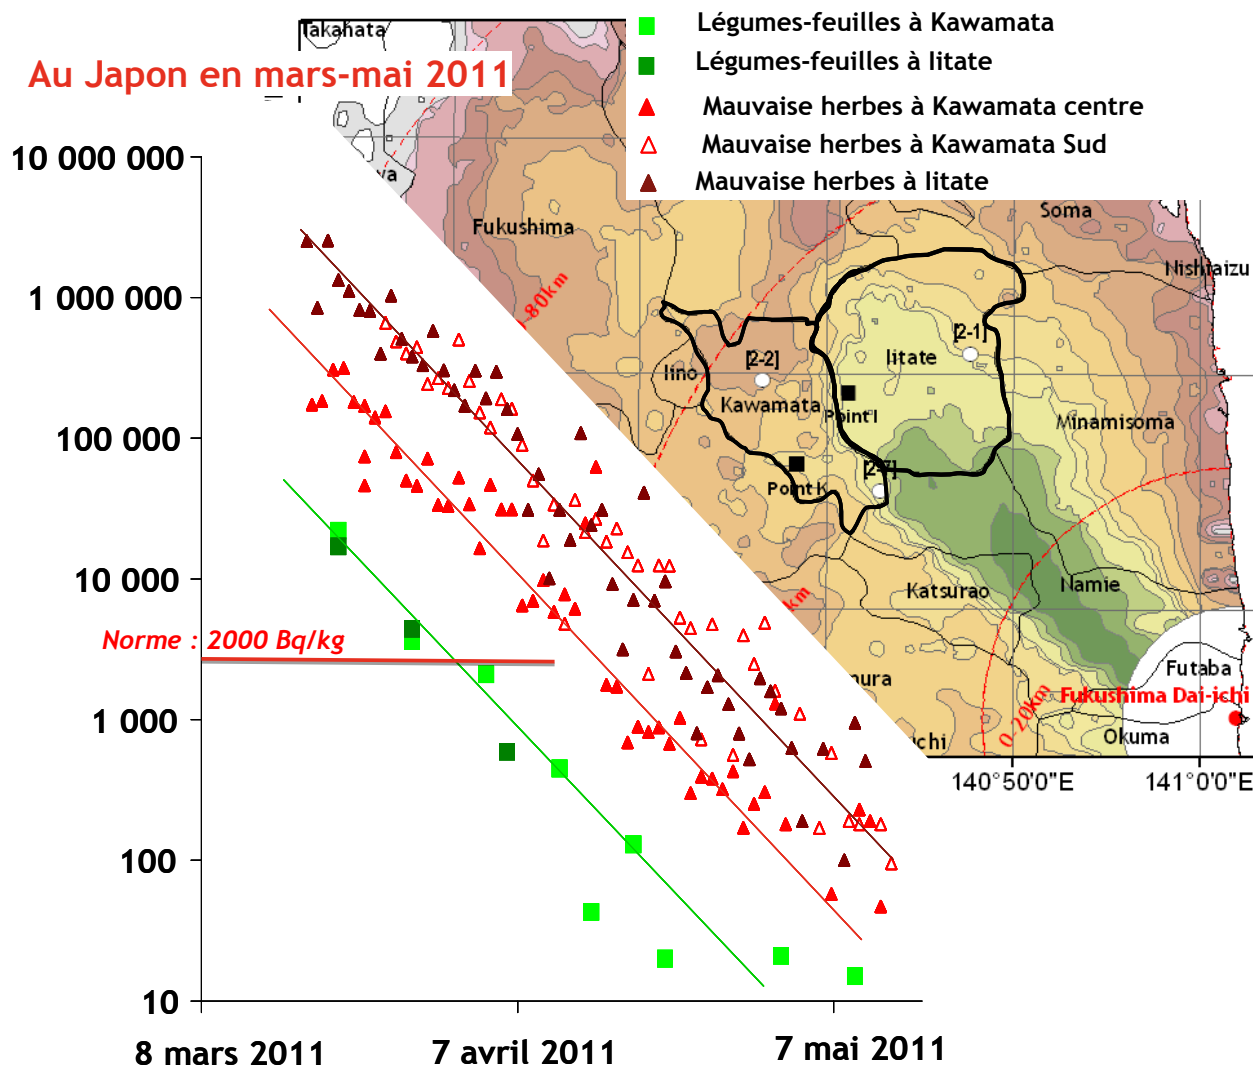 Takahata
Légumes-feuilles à Kawamata
Légumes-feuilles à Iitate
Au Japon en mars-mai 2011
Mauvaise herbes à Kawamata centre
Mauvaise herbes à Kawamata Sud
Mauvaise herbes à Iitate
10 000 000
Fukushima
Soma
Nishiaizu
1 000 000
-80km
[2-1]
[2-2]
Iitate
Iino
Kawamata
Point I
Minamisoma
100 000
[2-7]
Point K
10 000
Katsurao
Namie
km
Norme : 2000 Bq/kg
Futaba
Fukushima Dai-ichi
1 000
0-20km
Okuma
140°50'0"E
141°0'0"E
100
10
8 mars 2011
7 avril 2011
7 mai 2011